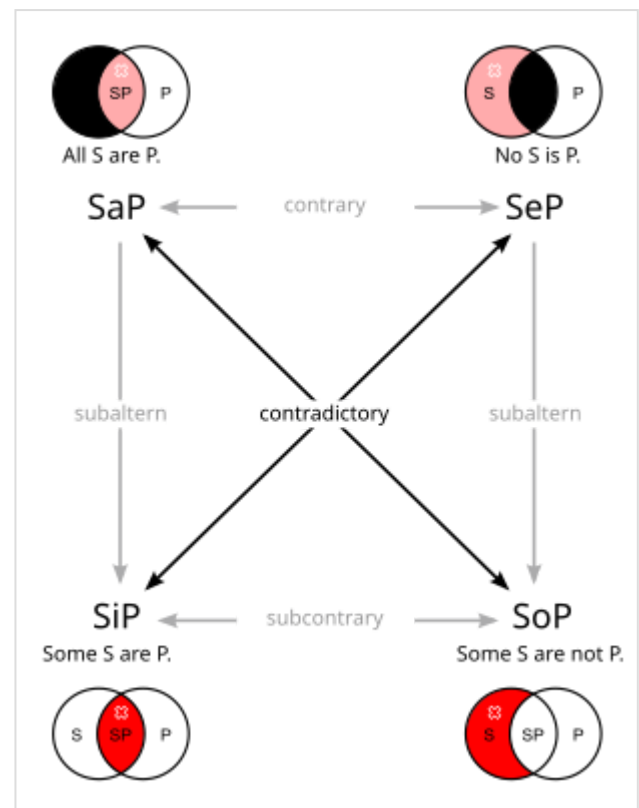 SP P
S P
All S are P.
No S is P.
SaP contrary SeP
subaltern contradictory subaltern
SiP subcontrary SoP
Some S are P.
Some S are not P.
S SP P
S SP P